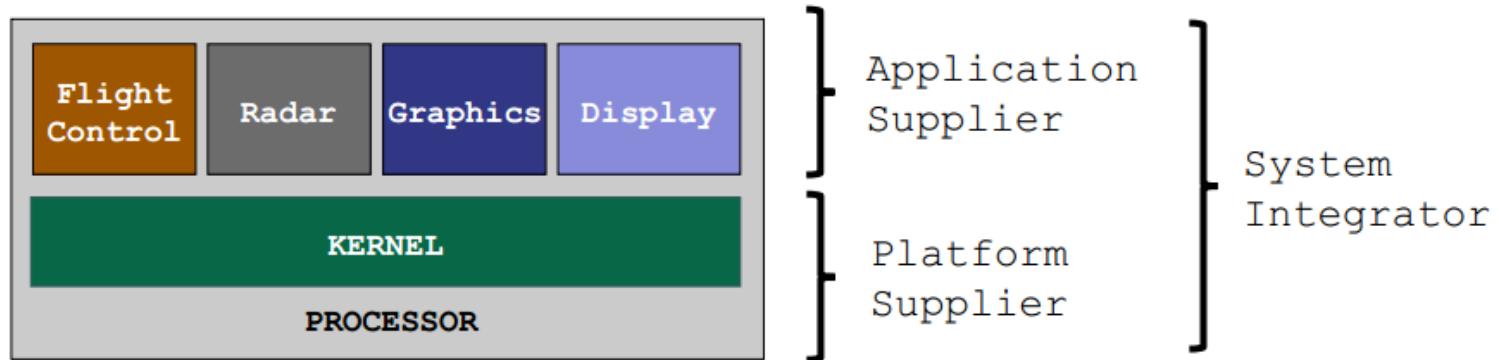 Flight
Control
Radar
Graphics
Display
KERNEL
PROCESSOR
Application
Supplier
Platform
Supplier
System
Integrator